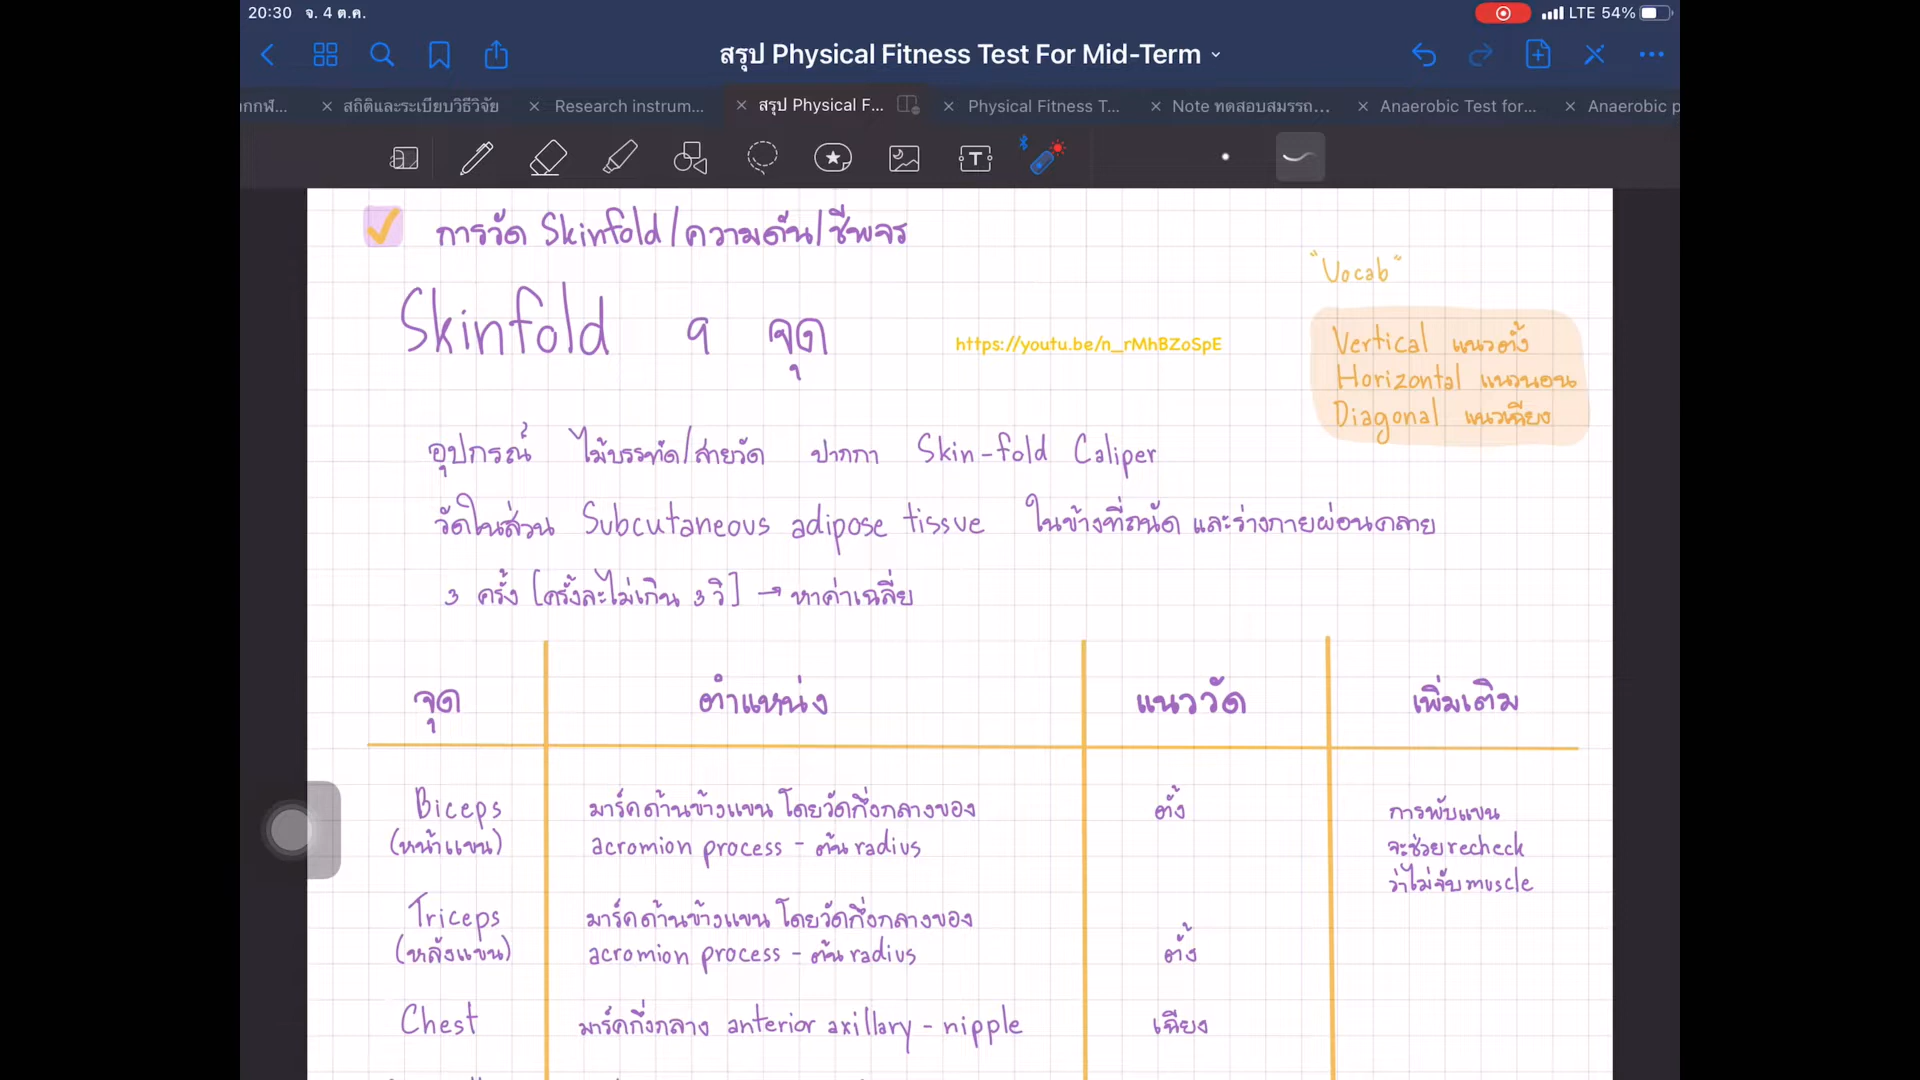 20:30 จ. 4 ต.ค.
LTE 54%
สรุป Physical Fitness Test For Mid-Term
ากกฬ...
สถิติและระเบียบวิธีวิจัย
Research instrum...
สรุป Physical F...
Physical Fitness T...
Note ทดสอบสมรรถ...
Anaerobic Test for...
Anaerobic p
การวัด Skinfold/ความดัน/ชีพจร
"Vocab"
Skinfold 9 จุด
https://youtu.be/n_rMhBZoSpE
Vertical แนวตั้ง
Horizontal แนวนอน
Diagonal แนวเฉียง
อุปกรณ์ ไม้บรรทัด/สายวัด ปากกา Skin-fold Caliper
วัดในส่วน Subcutaneous adipose tissue ในข้างที่ถนัด และร่างกายผ่อนคลาย
3 ครั้ง [ครั้งละไม่เกิน 3 วิ] → หาค่าเฉลี่ย
จุด ตำแหน่ง แนววัด เพิ่มเติม
Biceps มาร์คด้านข้างแขน โดยวัดกึ่งกลางของ ตั้ง การพับแขน
(หน้าแขน) acromion process - ต้น radius จะช่วย recheck
ว่าไม่จับ muscle
Triceps มาร์คด้านข้างแขน โดยวัดกึ่งกลางของ
(หลังแขน) acromion process - ต้น radius ตั้ง
Chest มาร์คกึ่งกลาง anterior axillary - nipple เฉียง